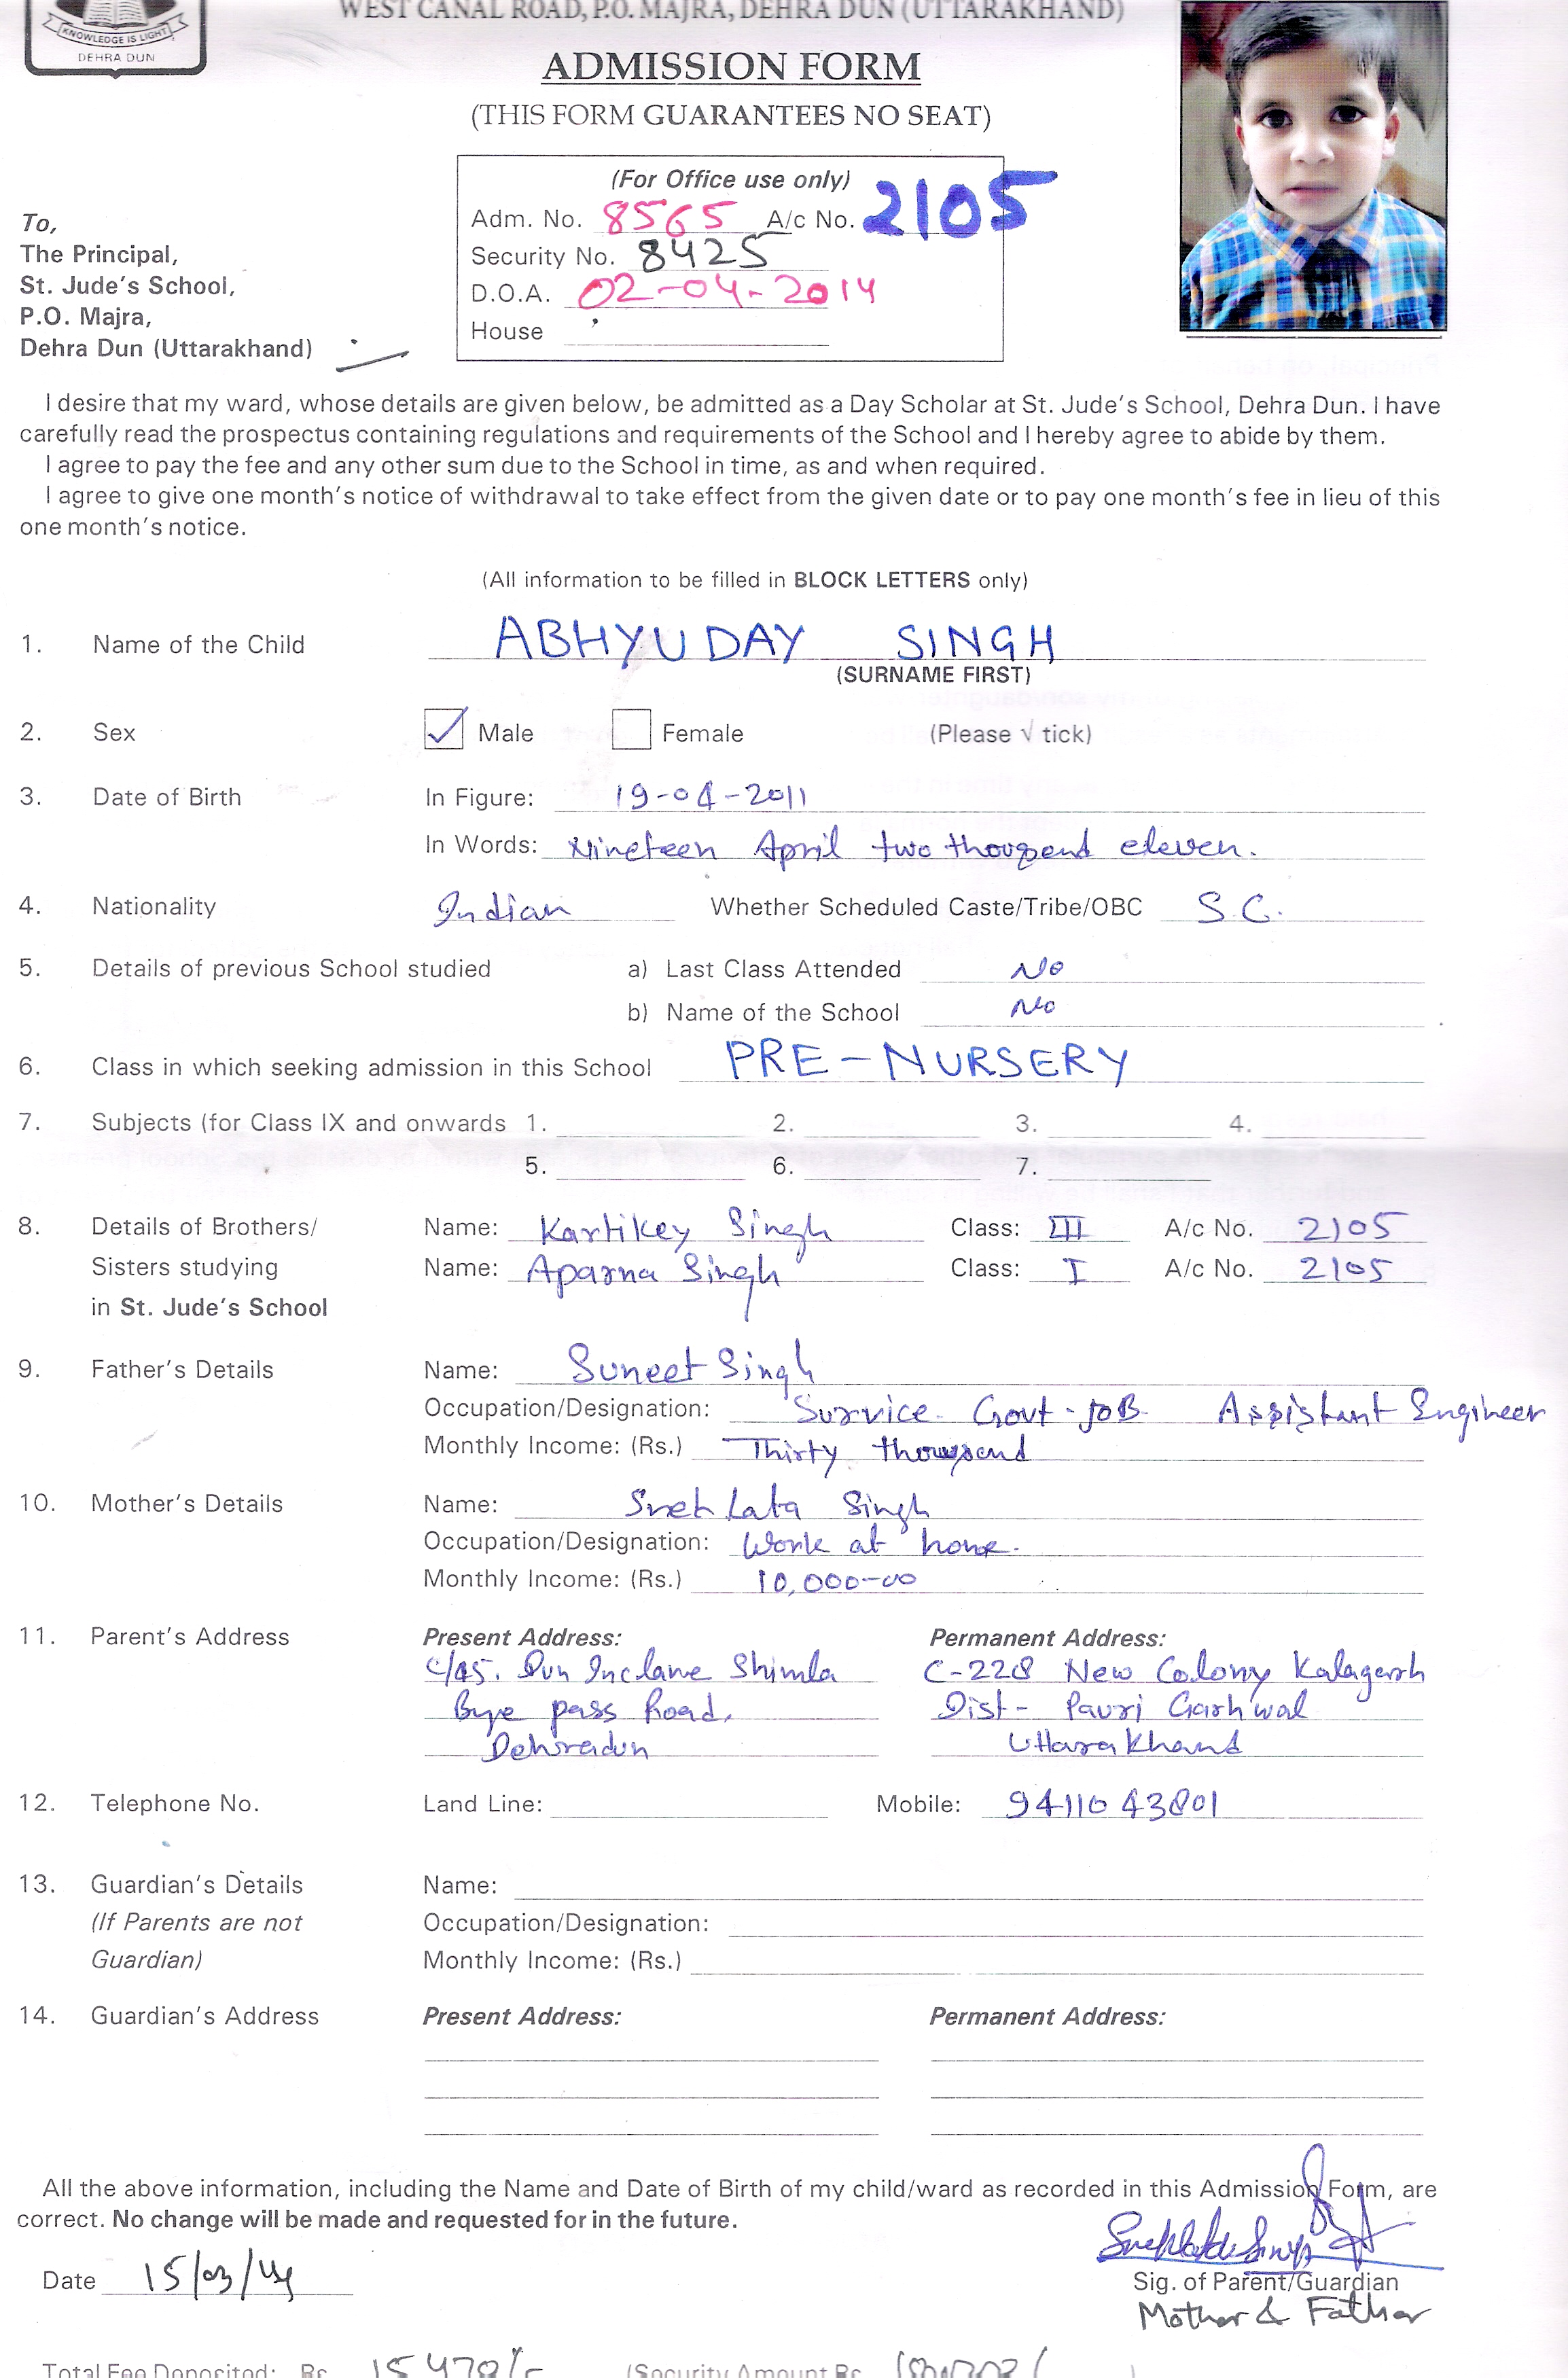 WEST CANAL ROAD, P.O. MAJRA, DEHRA DUN (UTTARAKHAND)
KNOWLEDGE IS LIGHT
DEHRA DUN
ADMISSION FORM
(THIS FORM GUARANTEES NO SEAT)
(For Office use only)
Adm. No. 8565 A/c No. 2105
Security No. 8425
D.O.A. 02-04-2014
House
To,
The Principal,
St. Jude's School,
P.O. Majra,
Dehra Dun (Uttarakhand)
I desire that my ward, whose details are given below, be admitted as a Day Scholar at St. Jude's School, Dehra Dun. I have
carefully read the prospectus containing regulations and requirements of the School and I hereby agree to abide by them.
I agree to pay the fee and any other sum due to the School in time, as and when required.
I agree to give one month's notice of withdrawal to take effect from the given date or to pay one month's fee in lieu of this
one month's notice.
(All information to be filled in BLOCK LETTERS only)
1. Name of the Child ABHYUDAY SINGH
(SURNAME FIRST)
2. Sex ✓ Male Female (Please √ tick)
3. Date of Birth In Figure: 19-04-2011
In Words: Nineteen April two thousand eleven.
4. Nationality Indian Whether Scheduled Caste/Tribe/OBC S.C.
5. Details of previous School studied a) Last Class Attended No
b) Name of the School No
6. Class in which seeking admission in this School PRE-NURSERY
7. Subjects (for Class IX and onwards 1. 2. 3. 4.
5. 6. 7.
8. Details of Brothers/ Name: Kartikey Singh Class: III A/c No. 2105
Sisters studying Name: Aparna Singh Class: I A/c No. 2105
in St. Jude's School
9. Father's Details Name: Suneet Singh
Occupation/Designation: Survice Govt-JOB Assistant Engineer
Monthly Income: (Rs.) Thirty thousand
10. Mother's Details Name: Sneh Lata Singh
Occupation/Designation: Work at home.
Monthly Income: (Rs.) 10,000-00
11. Parent's Address Present Address: Permanent Address:
C/45. Dun Inclave Shimla C-228 New Colony Kalagarh
Bye pass Road, Dist- Pauri Garhwal
Dehradun Uttarakhand
12. Telephone No. Land Line: Mobile: 9411043801
13. Guardian's Details Name:
(If Parents are not Occupation/Designation:
Guardian) Monthly Income: (Rs.)
14. Guardian's Address Present Address: Permanent Address:
All the above information, including the Name and Date of Birth of my child/ward as recorded in this Admission Form, are
correct. No change will be made and requested for in the future.
Date 15/03/14
Sig. of Parent/Guardian
Mother & Father
Total Fee Deposited: Rs. (Security Amount Rs. )